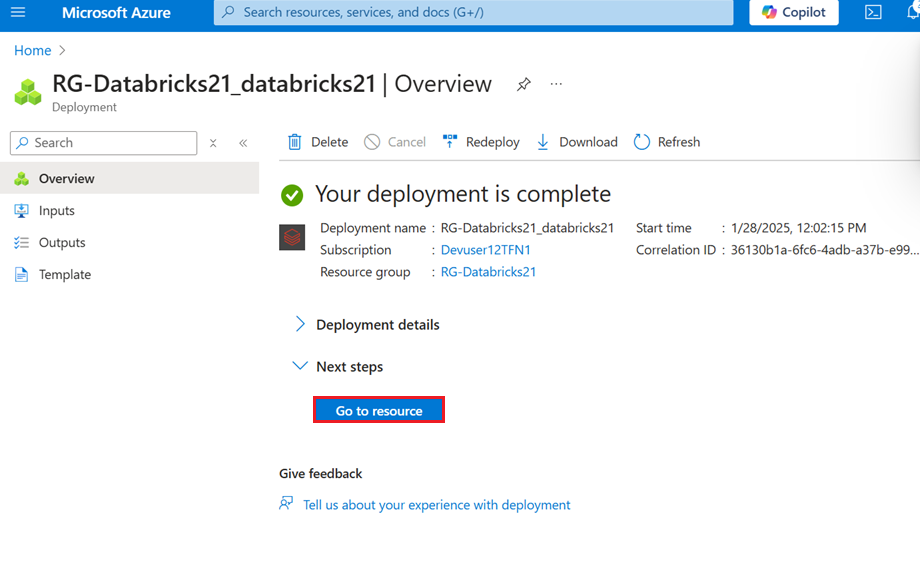 Microsoft Azure
Search resources, services, and docs (G+/)
Copilot
Home
RG-Databricks21_databricks21 | Overview
Deployment
Search
Delete
Cancel
Redeploy
Download
Refresh
Overview
Inputs
Outputs
Template
Your deployment is complete
Deployment name : RG-Databricks21_databricks21
Subscription : Devuser12TFN1
Resource group : RG-Databricks21
Start time : 1/28/2025, 12:02:15 PM
Correlation ID : 36130b1a-6fc6-4adb-a37b-e99...
Deployment details
Next steps
Go to resource
Give feedback
Tell us about your experience with deployment